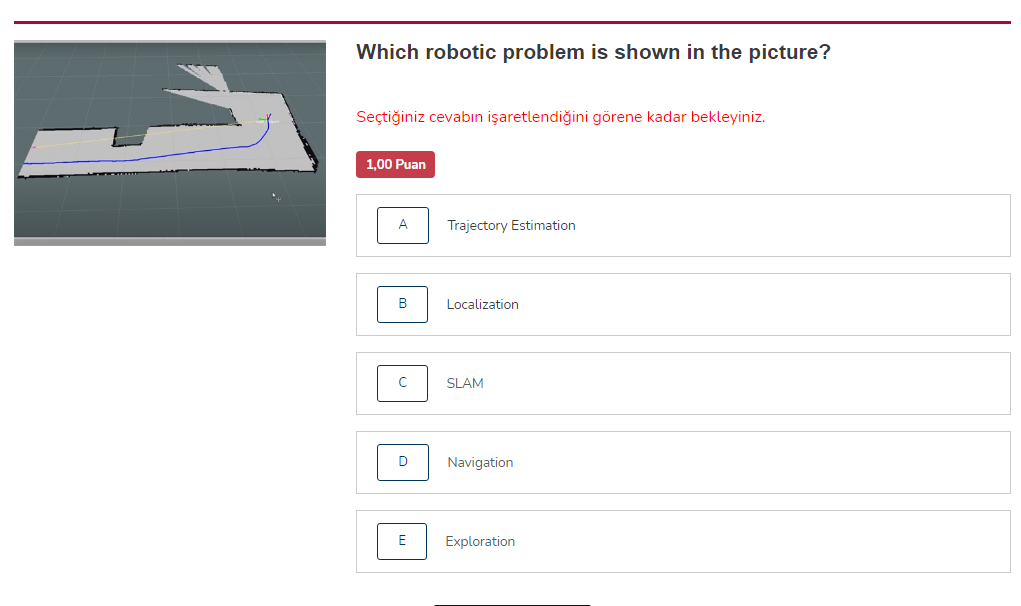 Which robotic problem is shown in the picture?
Seçtiğiniz cevabın işaretlendiğini görene kadar bekleyiniz.
1,00 Puan
A Trajectory Estimation
B Localization
C SLAM
D Navigation
E Exploration